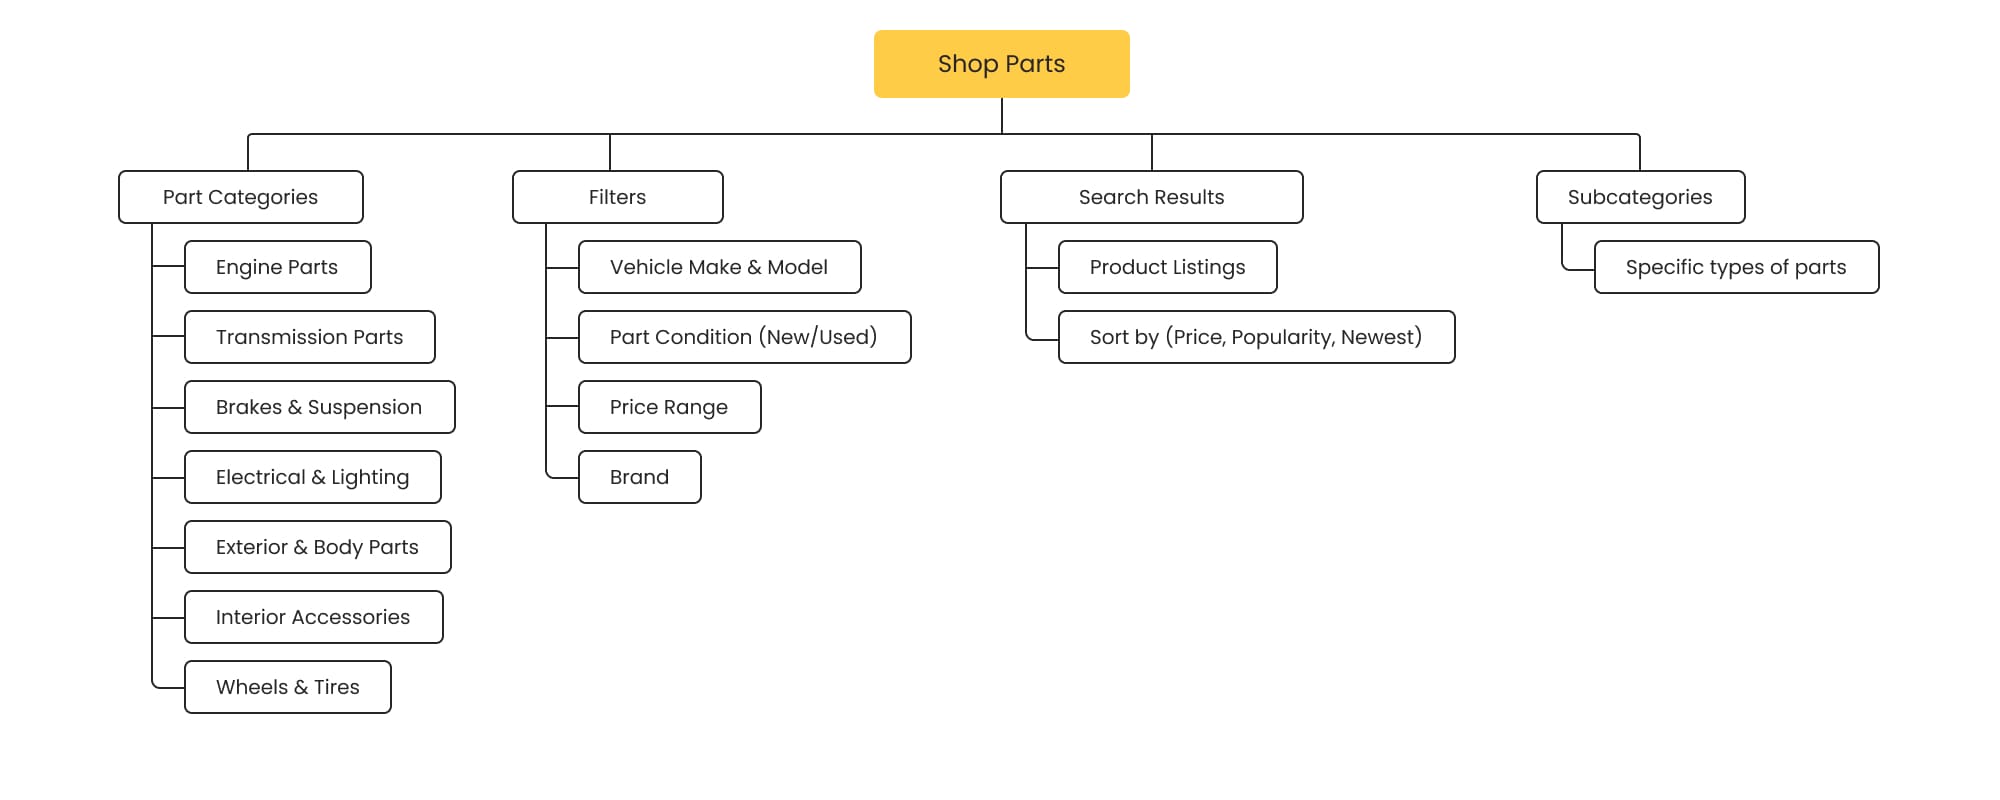 Shop Parts
Part Categories
Engine Parts
Transmission Parts
Brakes & Suspension
Electrical & Lighting
Exterior & Body Parts
Interior Accessories
Wheels & Tires
Filters
Vehicle Make & Model
Part Condition (New/Used)
Price Range
Brand
Search Results
Product Listings
Sort by (Price, Popularity, Newest)
Subcategories
Specific types of parts